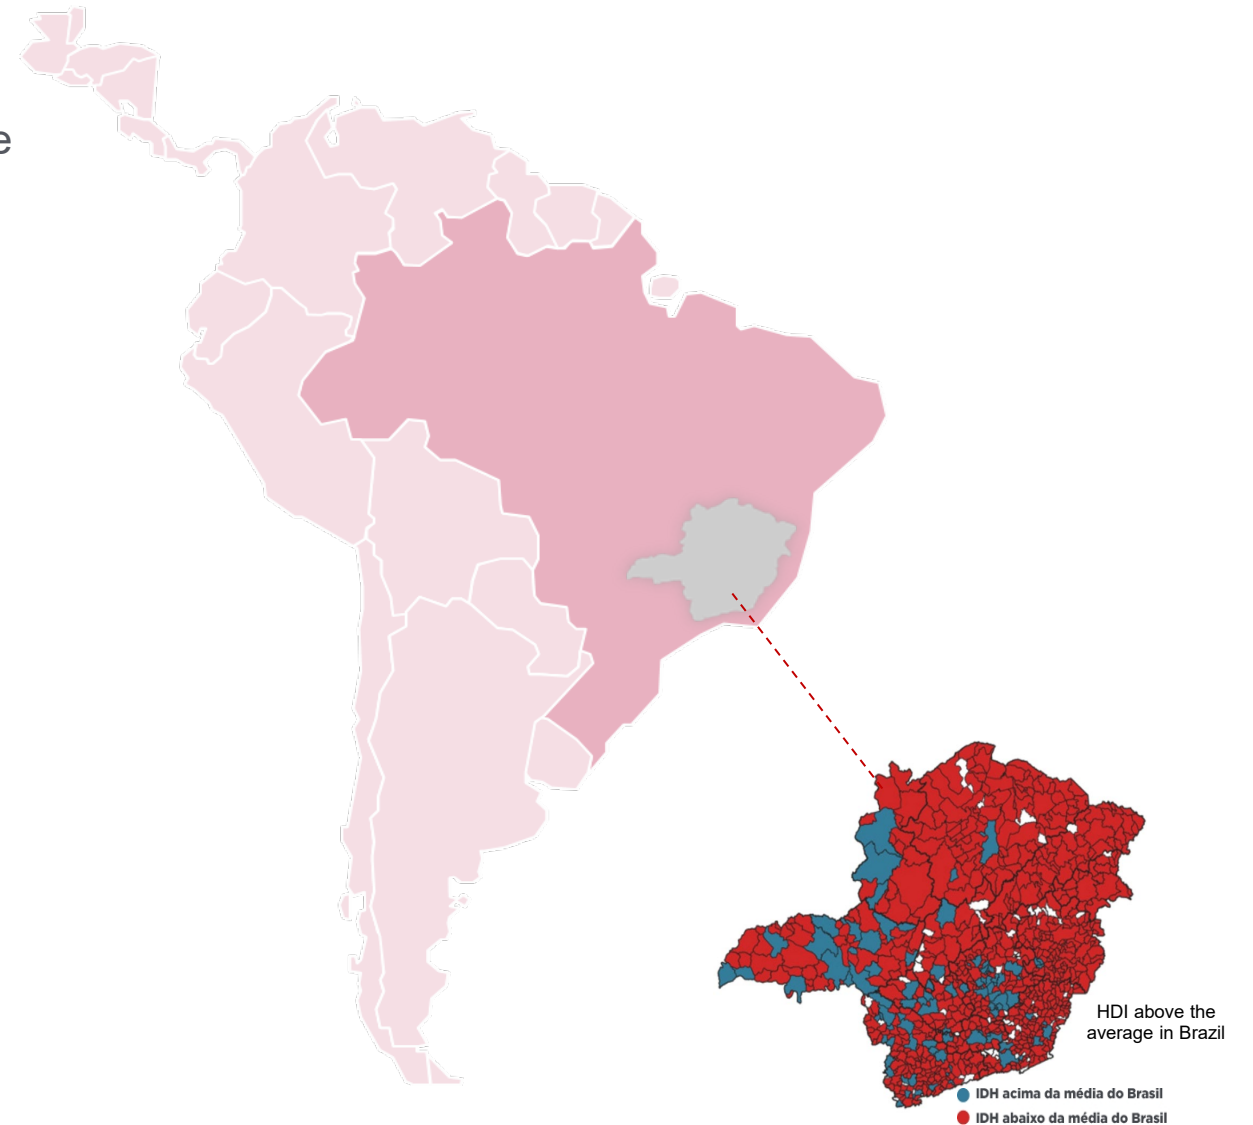 e
HDI above the
average in Brazil
IDH acima da média do Brasil
IDH abaixo da média do Brasil